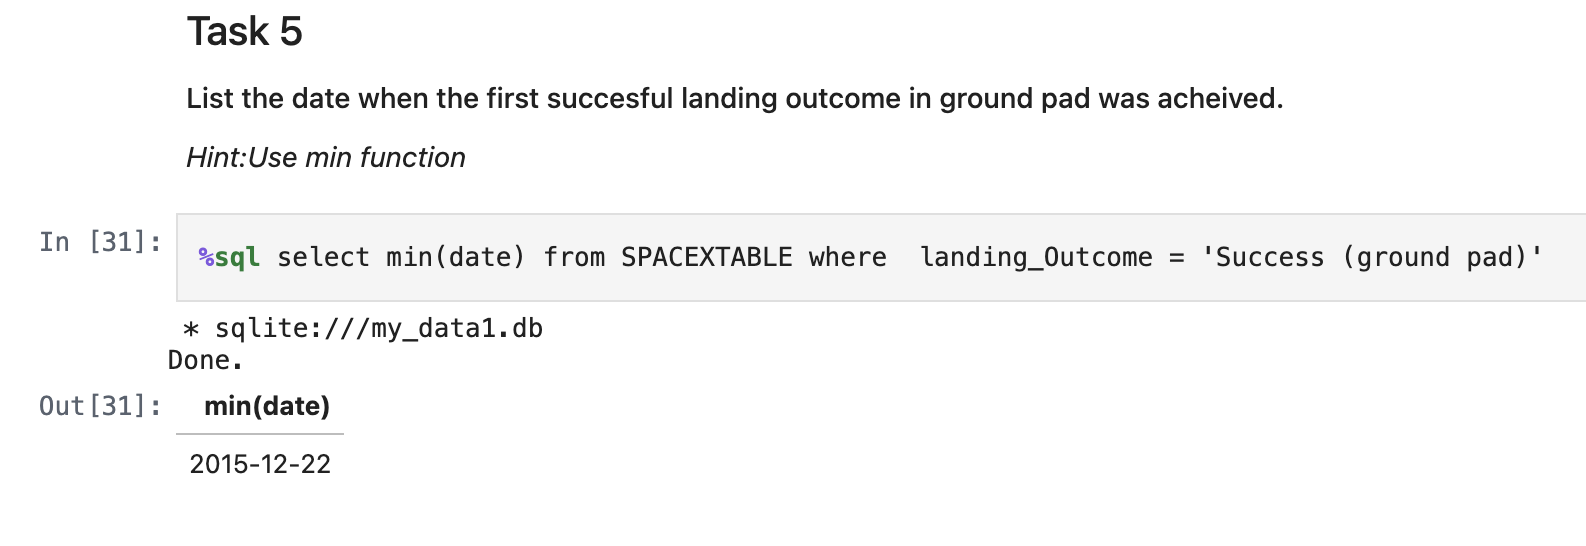 Task 5
List the date when the first succesful landing outcome in ground pad was acheived.
Hint:Use min function
In [31]: %sql select min(date) from SPACEXTABLE where  landing_Outcome = 'Success (ground pad)'
* sqlite:///my_data1.db
Done.
Out[31]: min(date)
2015-12-22